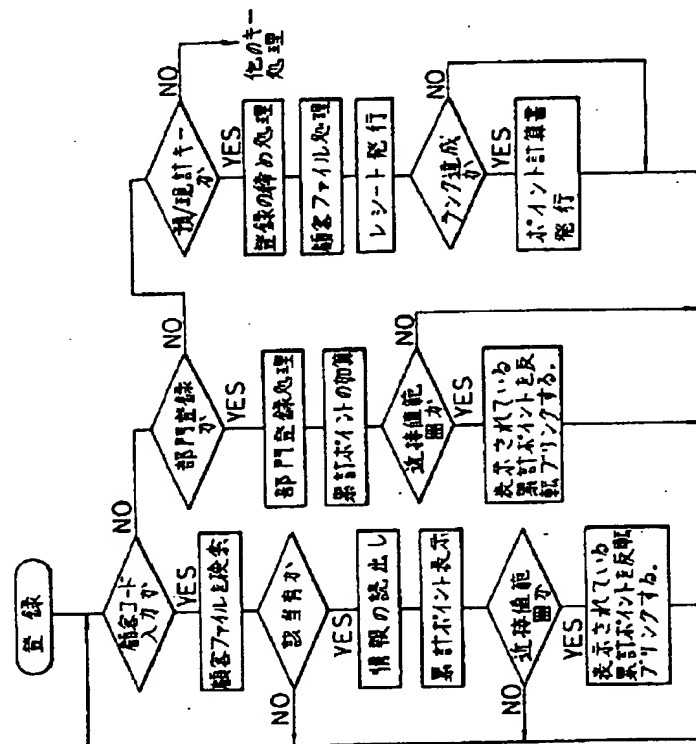 登録
顧客コード
入力か
NO
YES
顧客ファイルを検索
該当有か
NO
YES
情報の読出し
累計ポイント表示
近接値範
囲か
NO
YES
表示されている
累計ポイントを反転
ブリンクする。
部門登録
か
NO
YES
部門登録処理
累計ポイントの加算
近接値範
囲か
NO
YES
表示されている
累計ポイントを反
転ブリンクする。
預/現計キー
か
NO
他のキー
処理
YES
登録の締め処理
顧客ファイル処理
レシート発行
ランク達成
か
NO
YES
ポイント計算書
発行